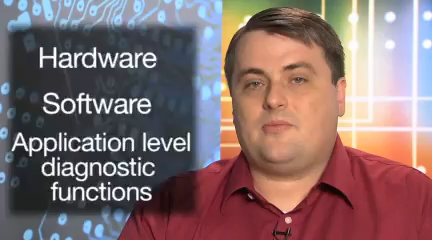 Hardware
Software
Application level
diagnostic
functions